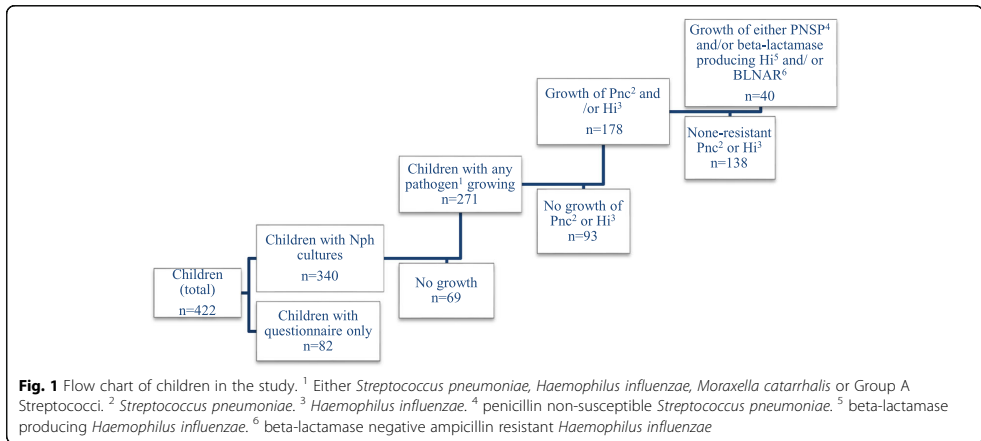 Growth of either PNSP⁴
and/or beta-lactamase
producing Hi⁵ and/ or
BLNAR⁶
n=40
Growth of Pnc² and
/or Hi³
n=178
None-resistant
Pnc² or Hi³
n=138
Children with any
pathogen¹ growing
n=271
No growth of
Pnc² or Hi³
n=93
Children with Nph
cultures
n=340
No growth
n=69
Children
(total)
n=422
Children with
questionnaire only
n=82
Fig. 1 Flow chart of children in the study. ¹ Either Streptococcus pneumoniae, Haemophilus influenzae, Moraxella catarrhalis or Group A
Streptococci. ² Streptococcus pneumoniae. ³ Haemophilus influenzae. ⁴ penicillin non-susceptible Streptococcus pneumoniae. ⁵ beta-lactamase
producing Haemophilus influenzae. ⁶ beta-lactamase negative ampicillin resistant Haemophilus influenzae